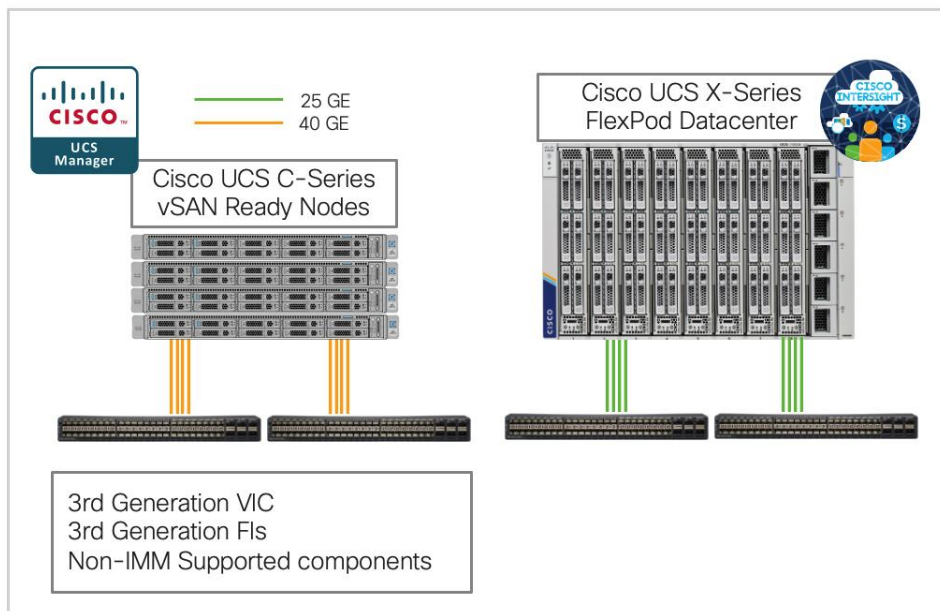 CISCO
UCS
Manager
25 GE
40 GE
Cisco UCS C-Series
vSAN Ready Nodes
Cisco UCS X-Series
FlexPod Datacenter
CISCO
INTERSIGHT
$
CISCO
3rd Generation VIC
3rd Generation FIs
Non-IMM Supported components